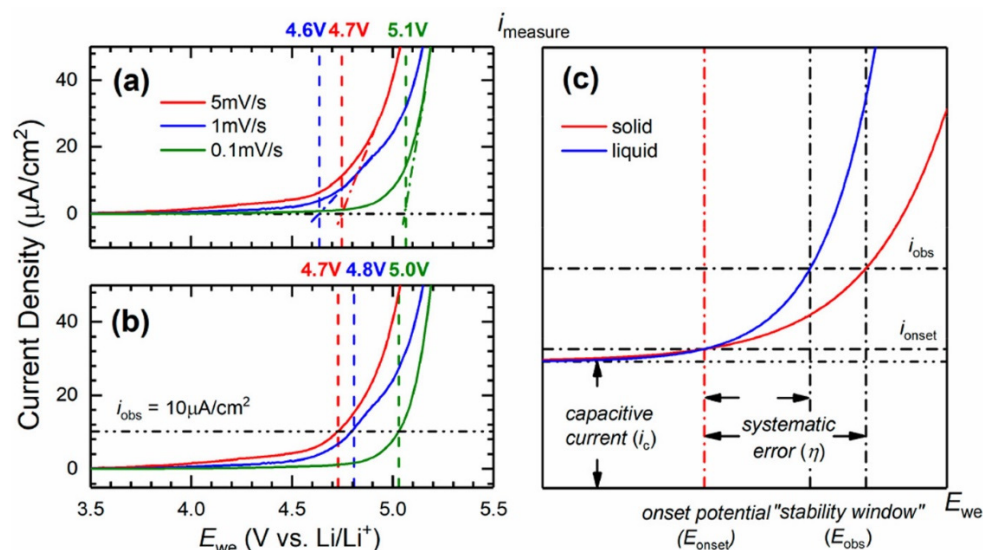 4.6V 4.7V 5.1V
(a)
5mV/s
1mV/s
0.1mV/s
40
20
0
4.7V 4.8V 5.0V
(b)
i_obs = 10μA/cm²
40
20
0
Current Density (μA/cm²)
3.5 4.0 4.5 5.0 5.5
E_we (V vs. Li/Li⁺)
i_measure
(c)
solid
liquid
i_obs
i_onset
capacitive
current (i_c)
systematic
error (η)
E_we
onset potential "stability window"
(E_onset) (E_obs)